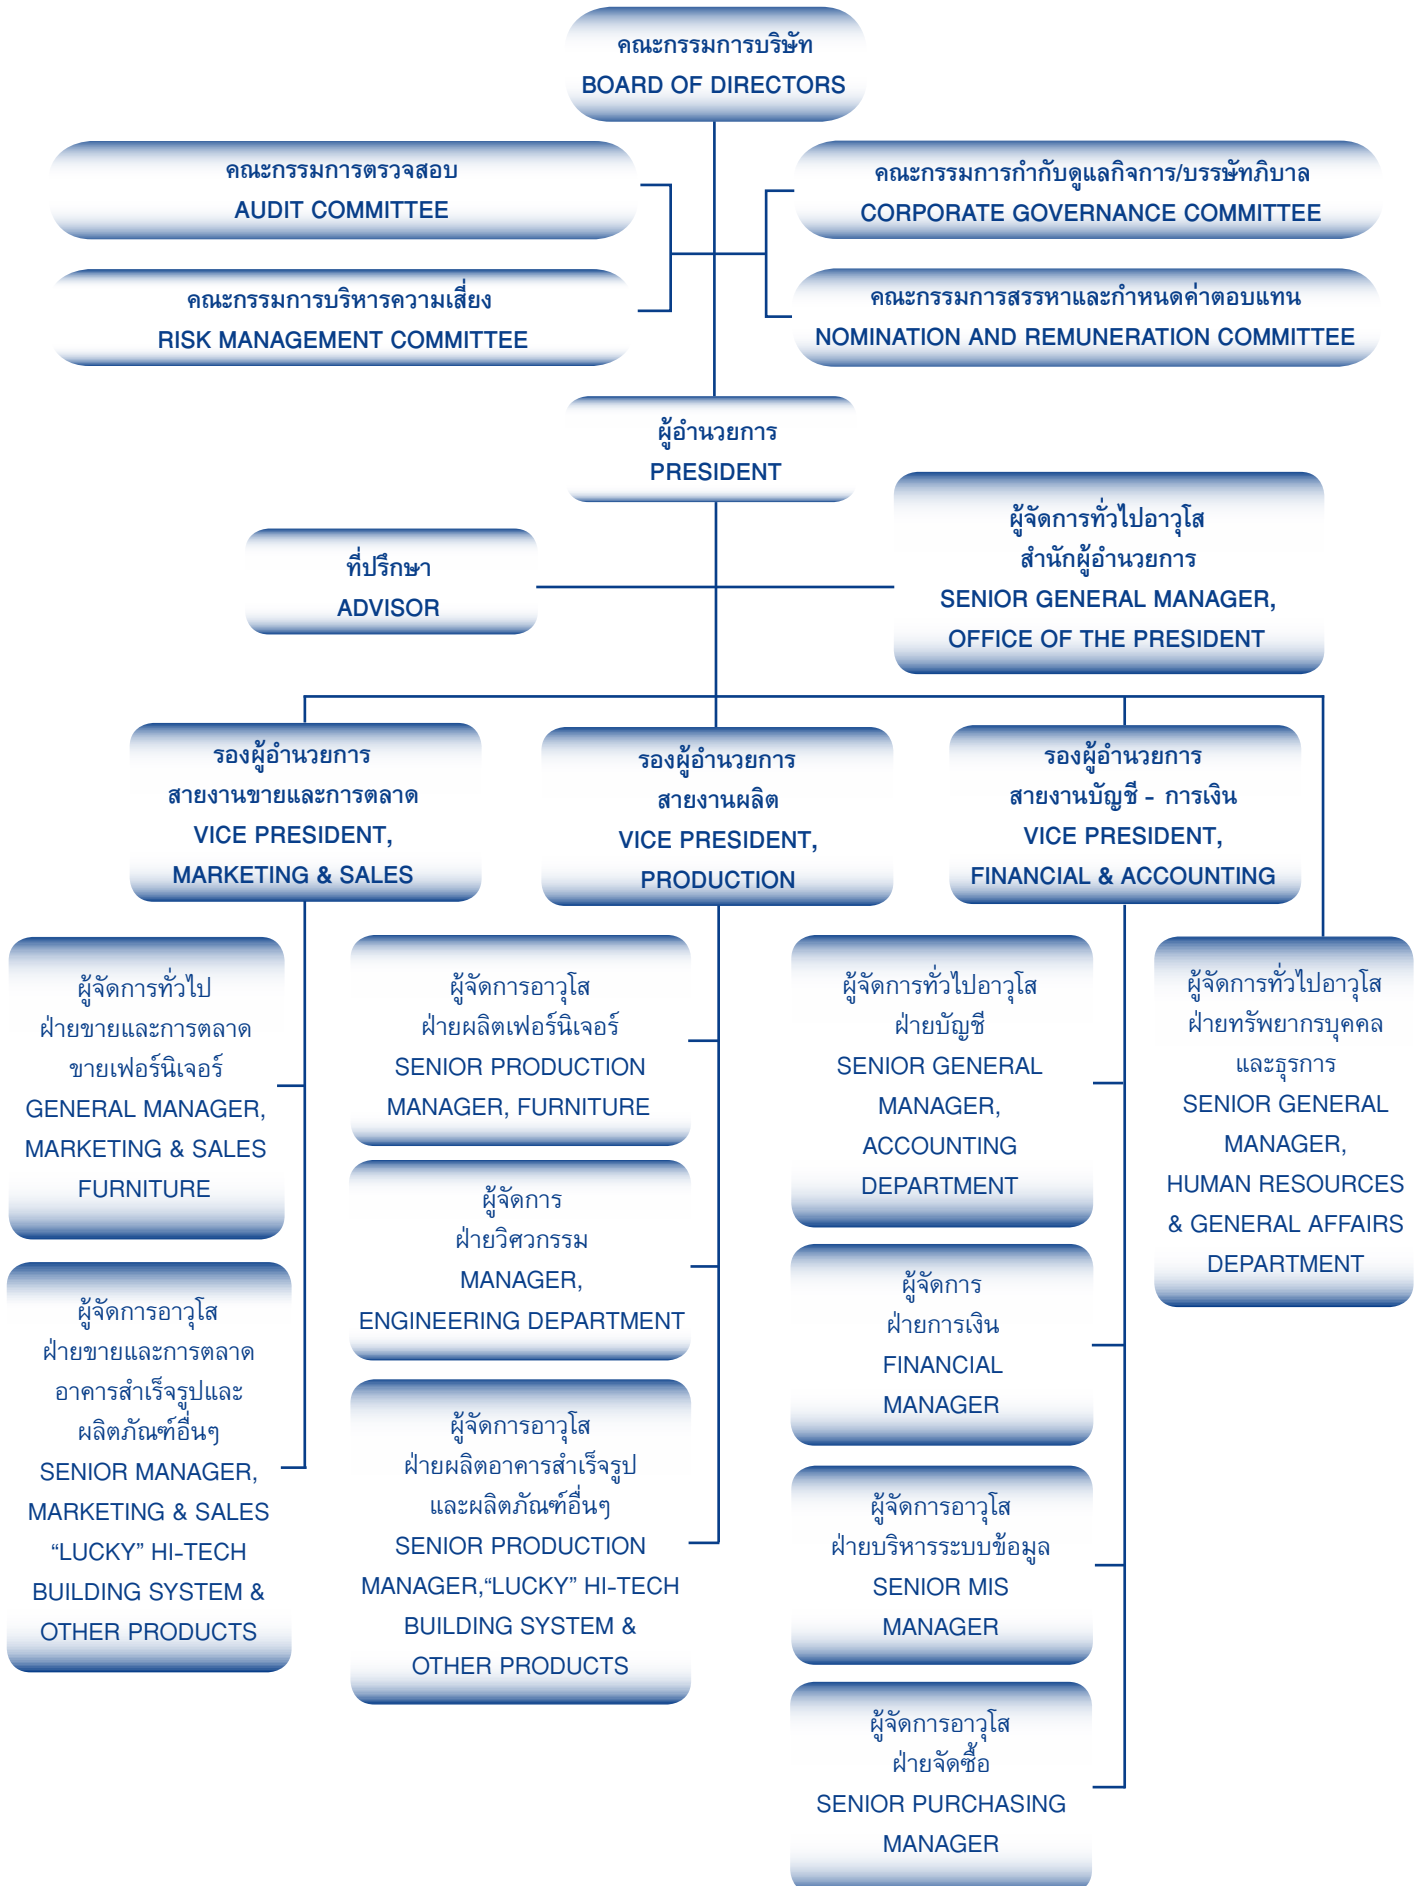 คณะกรรมการบริษัท
BOARD OF DIRECTORS
คณะกรรมการตรวจสอบ
AUDIT COMMITTEE
คณะกรรมการกำกับดูแลกิจการ/บรรษัทภิบาล
CORPORATE GOVERNANCE COMMITTEE
คณะกรรมการบริหารความเสี่ยง
RISK MANAGEMENT COMMITTEE
คณะกรรมการสรรหาและกำหนดค่าตอบแทน
NOMINATION AND REMUNERATION COMMITTEE
ผู้อำนวยการ
PRESIDENT
ที่ปรึกษา
ADVISOR
ผู้จัดการทั่วไปอาวุโส
สำนักผู้อำนวยการ
SENIOR GENERAL MANAGER,
OFFICE OF THE PRESIDENT
รองผู้อำนวยการ
สายงานขายและการตลาด
VICE PRESIDENT,
MARKETING & SALES
รองผู้อำนวยการ
สายงานผลิต
VICE PRESIDENT,
PRODUCTION
รองผู้อำนวยการ
สายงานบัญชี - การเงิน
VICE PRESIDENT,
FINANCIAL & ACCOUNTING
ผู้จัดการทั่วไป
ฝ่ายขายและการตลาด
ขายเฟอร์นิเจอร์
GENERAL MANAGER,
MARKETING & SALES
FURNITURE
ผู้จัดการอาวุโส
ฝ่ายขายและการตลาด
อาคารสำเร็จรูปและ
ผลิตภัณฑ์อื่นๆ
SENIOR MANAGER,
MARKETING & SALES
“LUCKY” HI-TECH
BUILDING SYSTEM &
OTHER PRODUCTS
ผู้จัดการอาวุโส
ฝ่ายผลิตเฟอร์นิเจอร์
SENIOR PRODUCTION
MANAGER, FURNITURE
ผู้จัดการ
ฝ่ายวิศวกรรม
MANAGER,
ENGINEERING DEPARTMENT
ผู้จัดการอาวุโส
ฝ่ายผลิตอาคารสำเร็จรูป
และผลิตภัณฑ์อื่นๆ
SENIOR PRODUCTION
MANAGER,“LUCKY” HI-TECH
BUILDING SYSTEM &
OTHER PRODUCTS
ผู้จัดการทั่วไปอาวุโส
ฝ่ายบัญชี
SENIOR GENERAL
MANAGER,
ACCOUNTING
DEPARTMENT
ผู้จัดการ
ฝ่ายการเงิน
FINANCIAL
MANAGER
ผู้จัดการอาวุโส
ฝ่ายบริหารระบบข้อมูล
SENIOR MIS
MANAGER
ผู้จัดการอาวุโส
ฝ่ายจัดซื้อ
SENIOR PURCHASING
MANAGER
ผู้จัดการทั่วไปอาวุโส
ฝ่ายทรัพยากรบุคคล
และธุรการ
SENIOR GENERAL
MANAGER,
HUMAN RESOURCES
& GENERAL AFFAIRS
DEPARTMENT